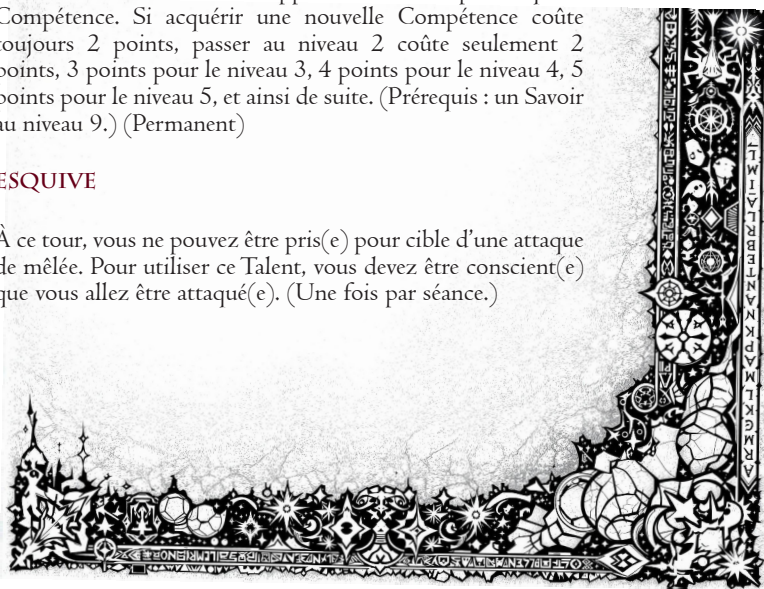 Compétence. Si acquérir une nouvelle Compétence coûte
toujours 2 points, passer au niveau 2 coûte seulement 2
points, 3 points pour le niveau 3, 4 points pour le niveau 4, 5
points pour le niveau 5, et ainsi de suite. (Prérequis : un Savoir
au niveau 9.) (Permanent)
ESQUIVE
À ce tour, vous ne pouvez être pris(e) pour cible d’une attaque
de mêlée. Pour utiliser ce Talent, vous devez être conscient(e)
que vous allez être attaqué(e). (Une fois par séance.)